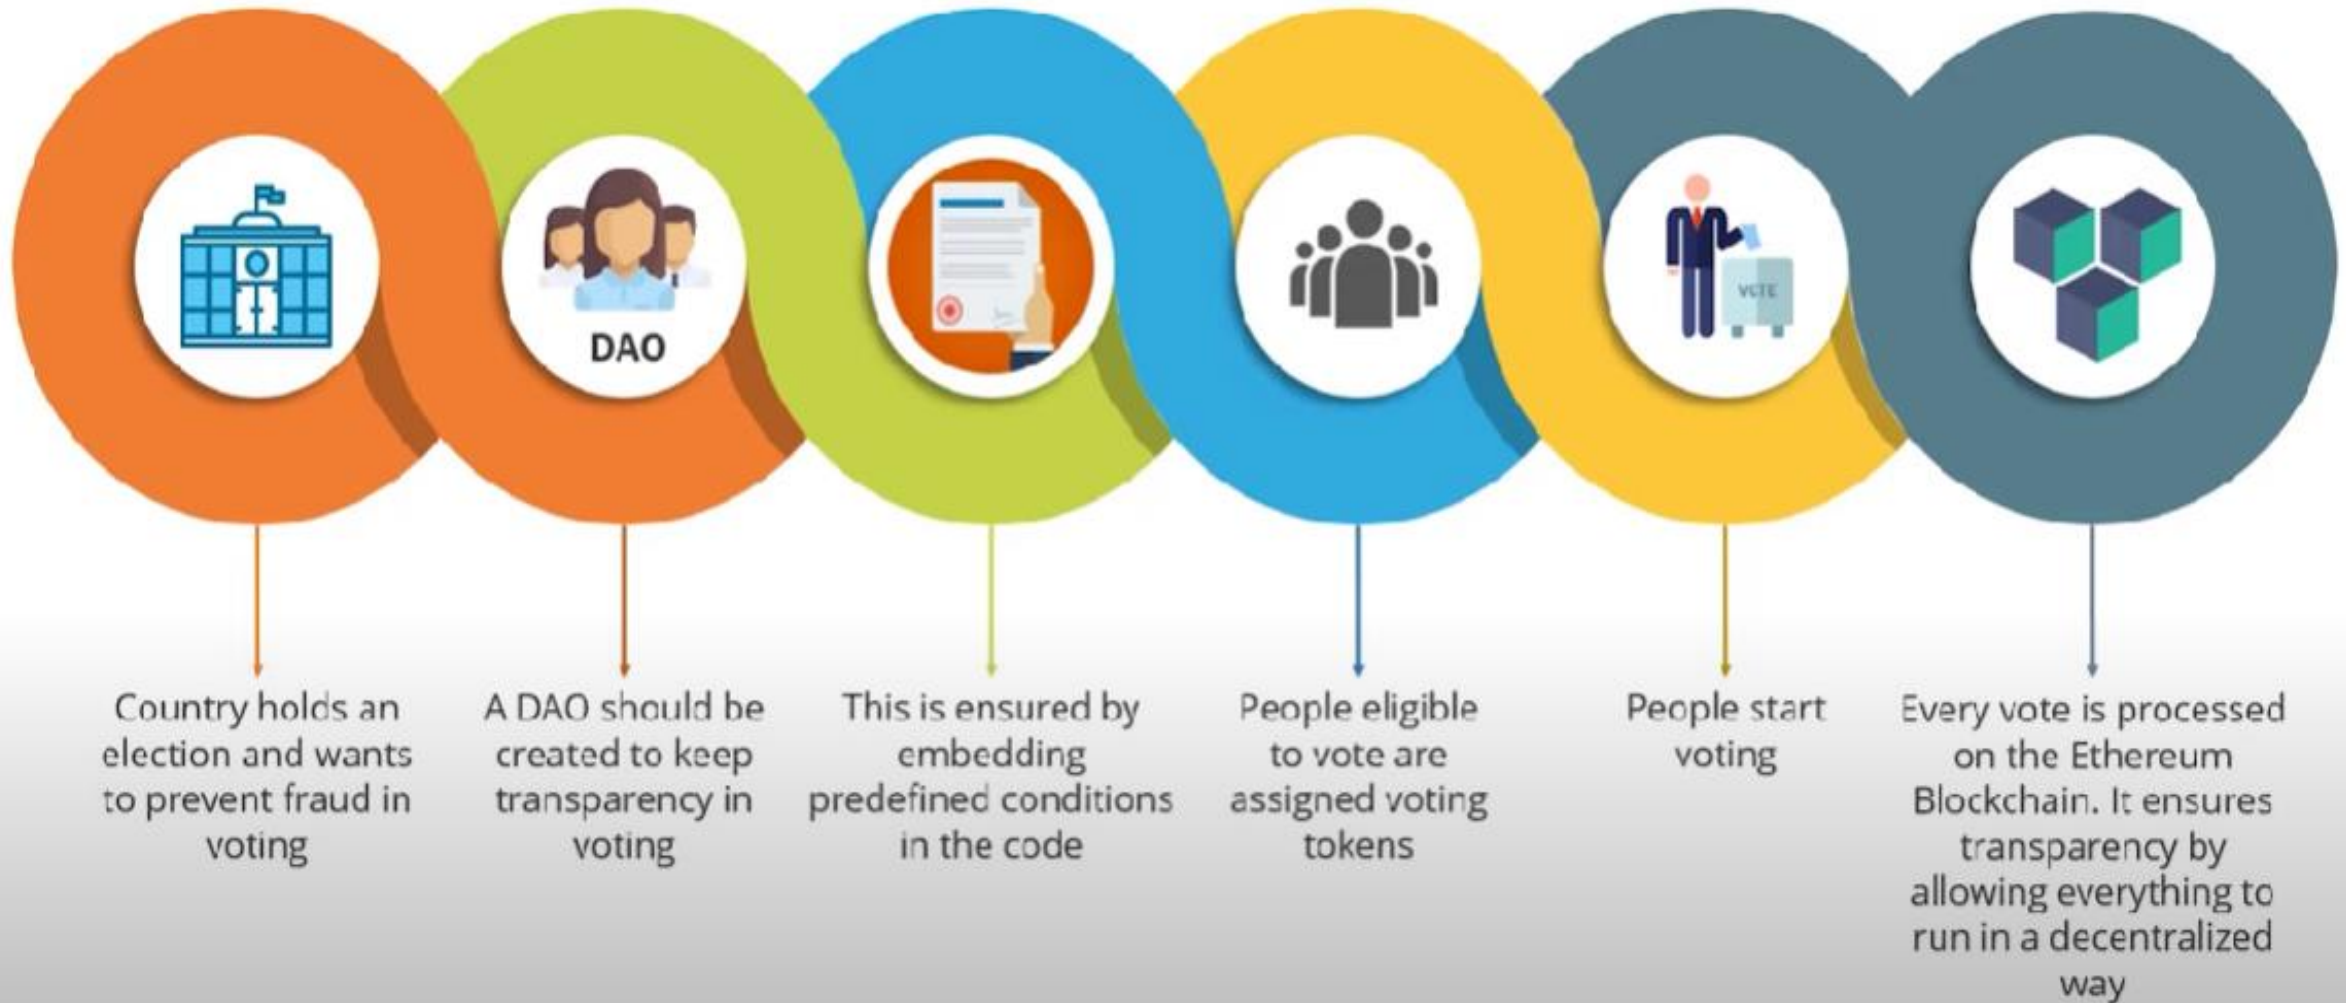 DAO
VOTE
Country holds an
election and wants
to prevent fraud in
voting
A DAO should be
created to keep
transparency in
voting
This is ensured by
embedding
predefined conditions
in the code
People eligible
to vote are
assigned voting
tokens
People start
voting
Every vote is processed
on the Ethereum
Blockchain. It ensures
transparency by
allowing everything to
run in a decentralized
way